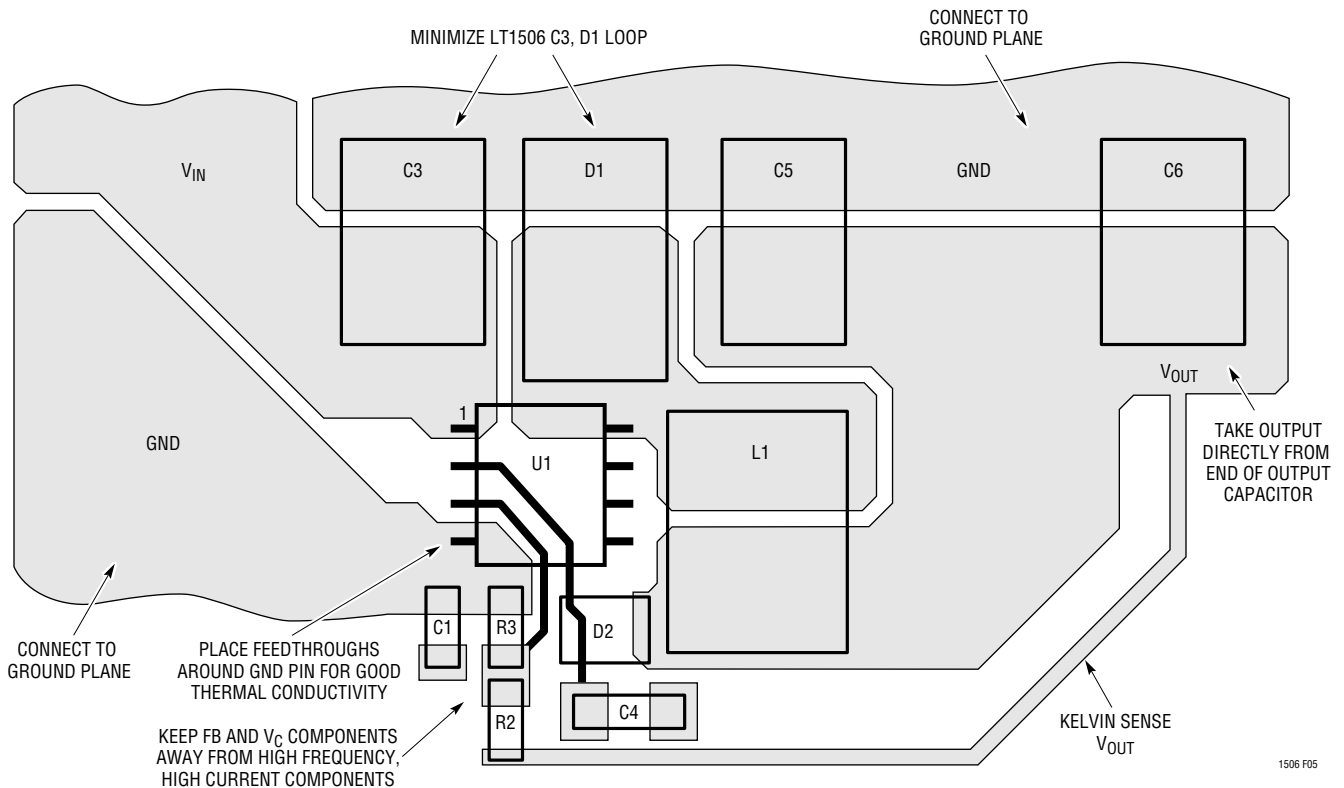 MINIMIZE LT1506 C3, D1 LOOP
CONNECT TO
GROUND PLANE
VIN
C3
D1
C5
GND
C6
VOUT
GND
1
U1
L1
TAKE OUTPUT
DIRECTLY FROM
END OF OUTPUT
CAPACITOR
CONNECT TO
GROUND PLANE
PLACE FEEDTHROUGHS
AROUND GND PIN FOR GOOD
THERMAL CONDUCTIVITY
C1
R3
D2
R2
C4
KEEP FB AND VC COMPONENTS
AWAY FROM HIGH FREQUENCY,
HIGH CURRENT COMPONENTS
KELVIN SENSE
VOUT
1506 F05